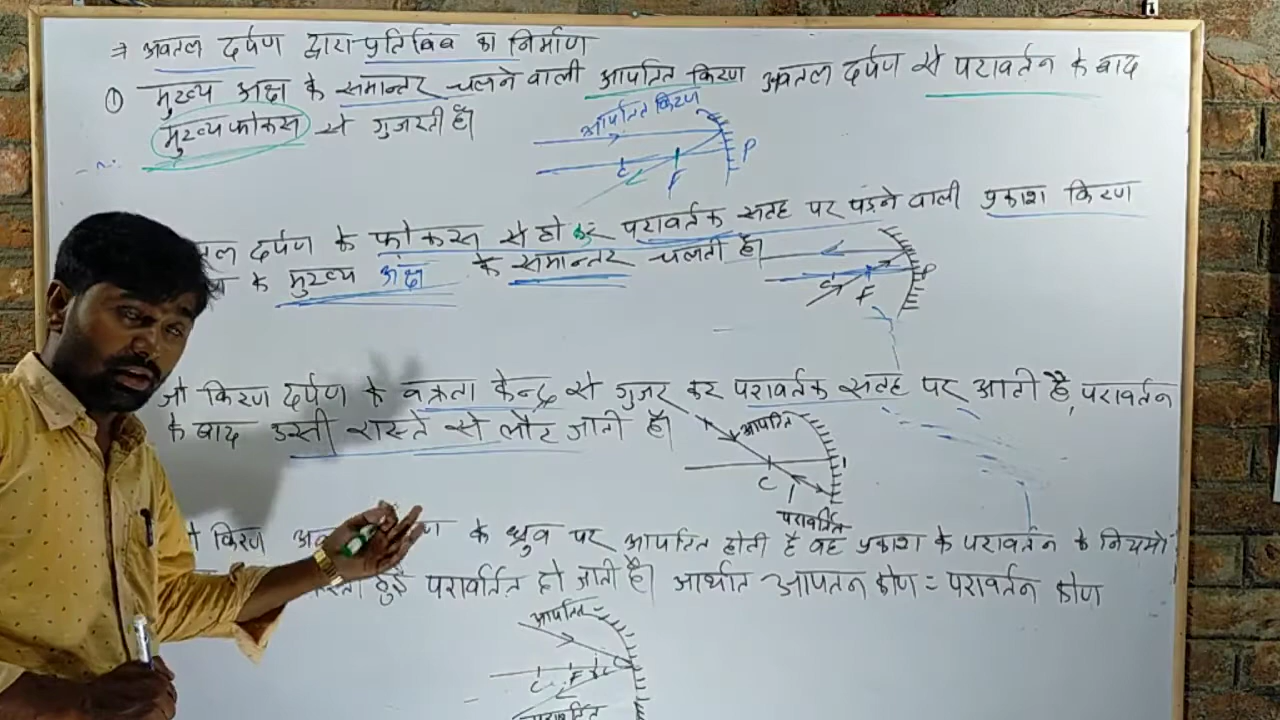 ⇒ अवतल दर्पण द्वारा प्रतिबिंब का निर्माण
① मुख्य अक्ष के समान्तर चलने वाली आपतित किरण अवतल दर्पण से परावर्तन के बाद
मुख्य फोकस से गुजरती है।
आपतित किरण
C F P
दर्पण के फोकस से होकर परावर्तक सतह पर पड़ने वाली प्रकाश किरण
के मुख्य अक्ष के समान्तर चलती है।
C F P
जो किरण दर्पण के वक्रता केन्द्र से गुजर कर परावर्तक सतह पर आती है, परावर्तन
के बाद उसी रास्ते से लौट जाती है।
आपतित
C
परावर्तित
किरण के ध्रुव पर आपतित होती है वह प्रकाश के परावर्तन के नियमो
हुई परावर्तित हो जाती है। अर्थात आपतन कोण = परावर्तन कोण
आपतित
C F
परावर्तित